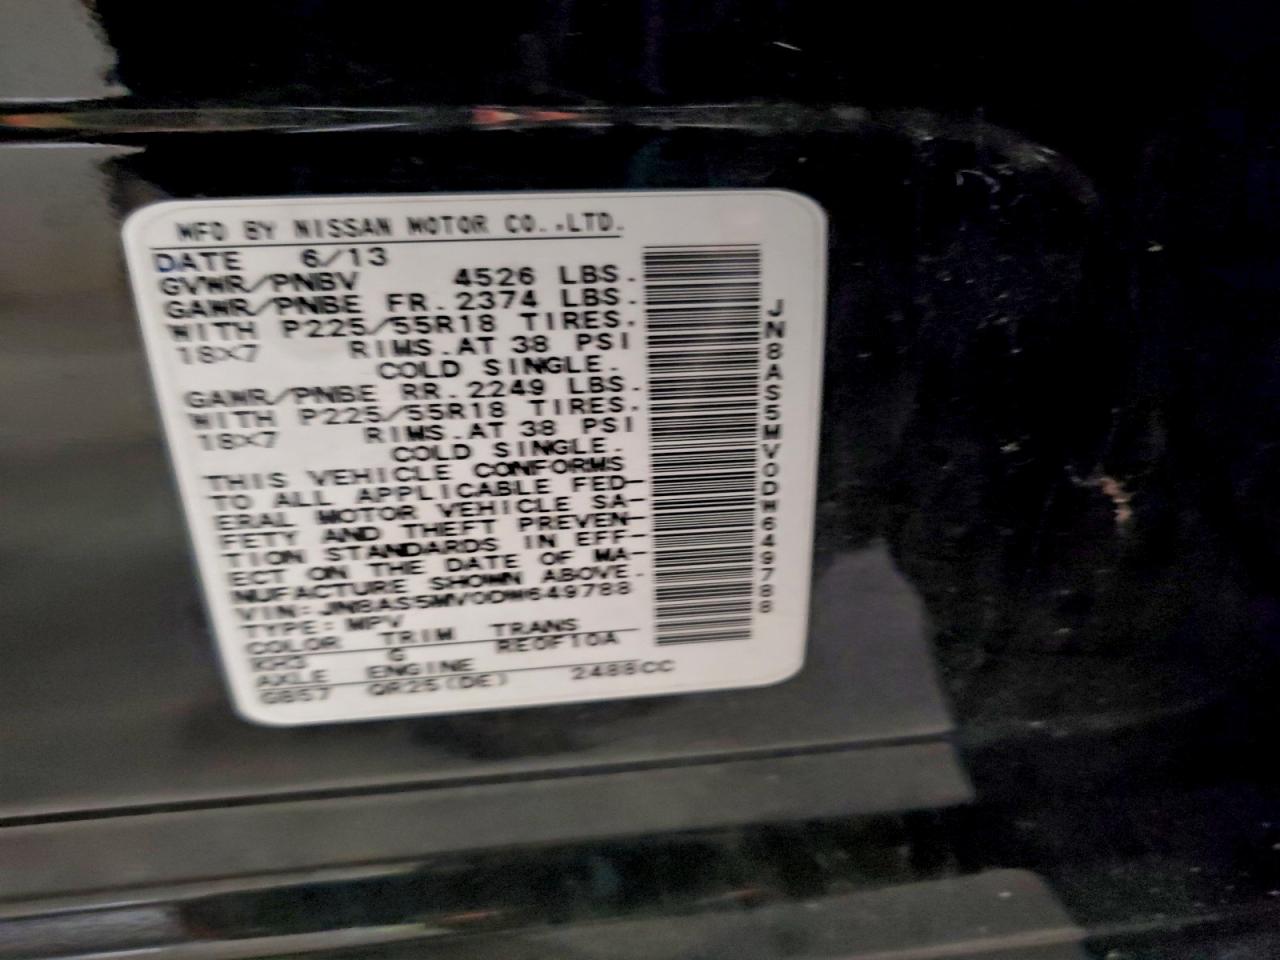 MFD BY NISSAN MOTOR CO.,LTD.
DATE 6/13
GVWR/PNBV 4526 LBS.
GAWR/PNBE FR. 2374 LBS.
WITH P225/55R18 TIRES.
18X7 RIMS.AT 38 PSI
COLD SINGLE.
GAWR/PNBE RR. 2249 LBS.
WITH P225/55R18 TIRES.
18X7 RIMS.AT 38 PSI
COLD SINGLE.
THIS VEHICLE CONFORMS
TO ALL APPLICABLE FED-
ERAL MOTOR VEHICLE SA-
FETY AND THEFT PREVEN-
TION STANDARDS IN EFF-
ECT ON THE DATE OF MA-
NUFACTURE SHOWN ABOVE.
VIN: JN8AS5MV0DW649788
TYPE: MPV
COLOR TRIM TRANS
KH3 G RE0F10A
AXLE ENGINE
GB57 QR25(DE) 2488CC
JN8AS5MV0DW649788